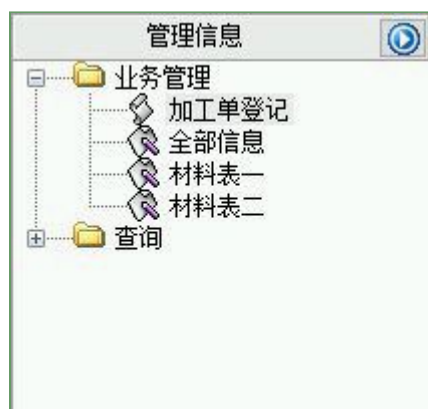 管理信息
业务管理
加工单登记
全部信息
材料表一
材料表二
查询